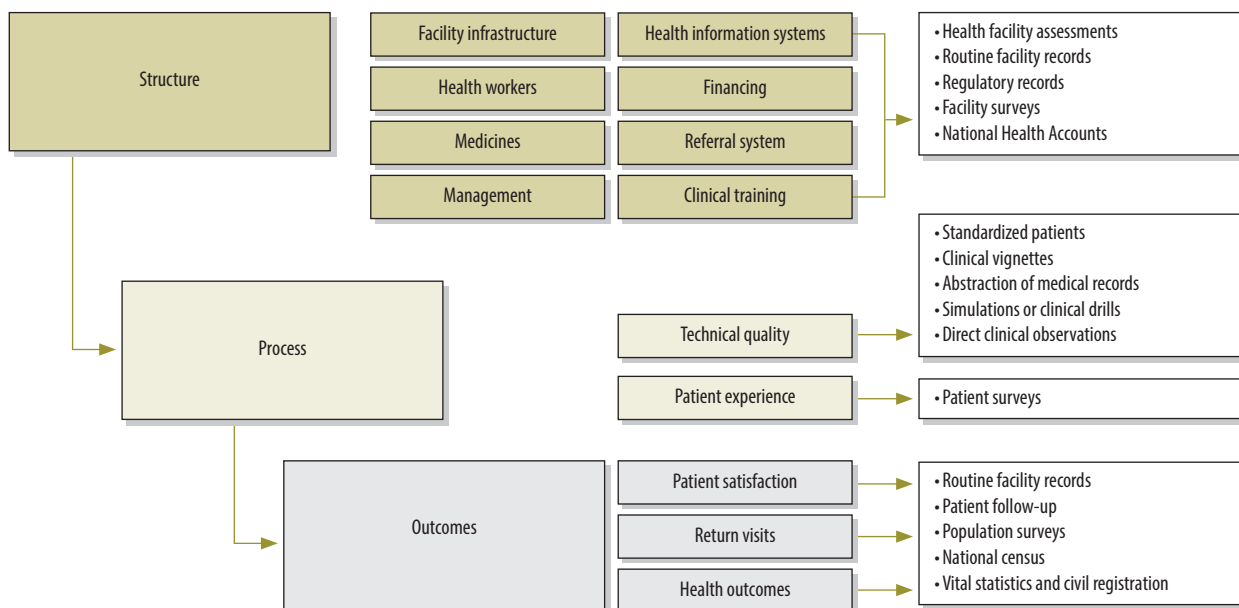 Structure
Facility infrastructure
Health information systems
Health workers
Financing
Medicines
Referral system
Management
Clinical training
• Health facility assessments
• Routine facility records
• Regulatory records
• Facility surveys
• National Health Accounts
Process
Technical quality
• Standardized patients
• Clinical vignettes
• Abstraction of medical records
• Simulations or clinical drills
• Direct clinical observations
Patient experience
• Patient surveys
Outcomes
Patient satisfaction
Return visits
Health outcomes
• Routine facility records
• Patient follow-up
• Population surveys
• National census
• Vital statistics and civil registration